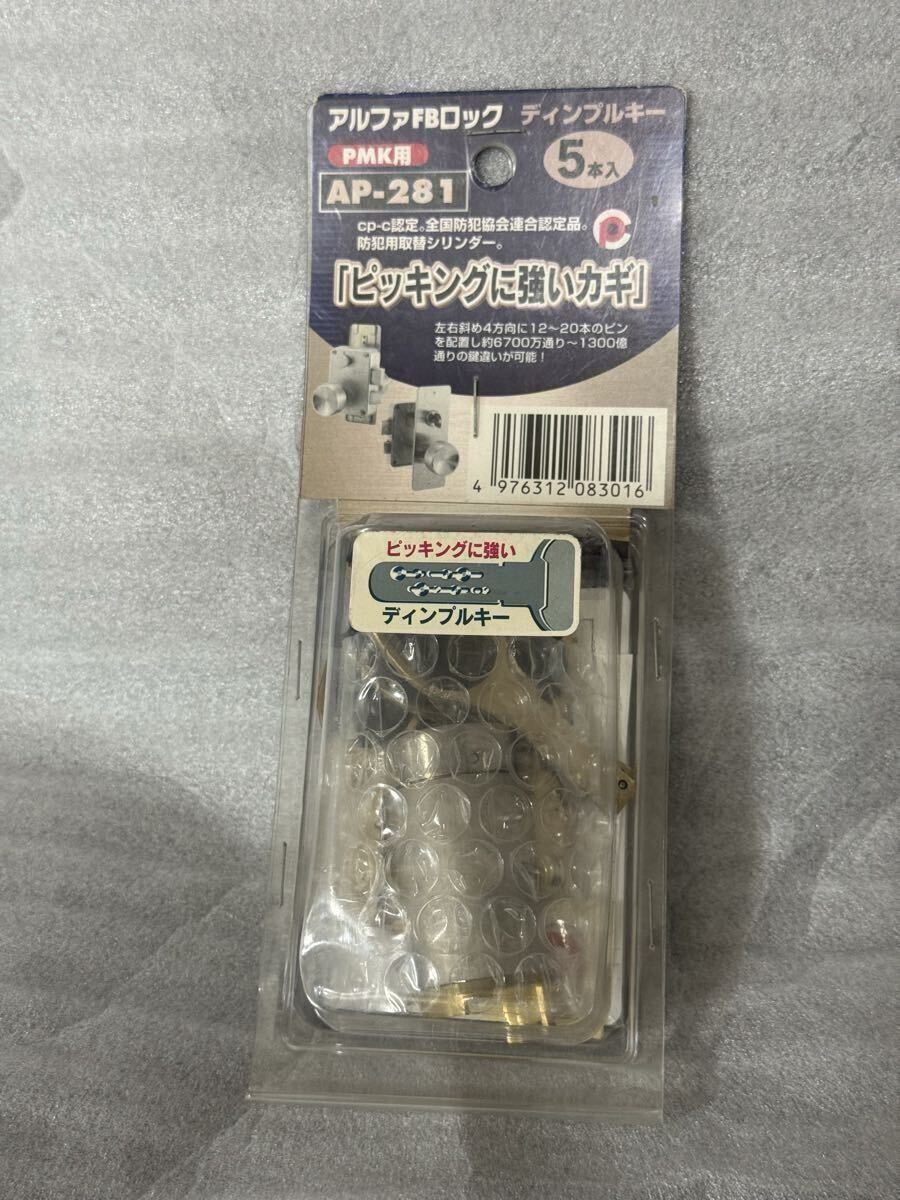 アルファFBロック ディンプルキー
PMK用
5本入
AP-281
cp-c認定。全国防犯協会連合認定品。
防犯用取替シリンダー。
「ピッキングに強いカギ」
左右斜め4方向に12～20本のピン
を配置し約6700万通り～1300億
通りの鍵違いが可能！
4 976312 083016
ピッキングに強い
ディンプルキー